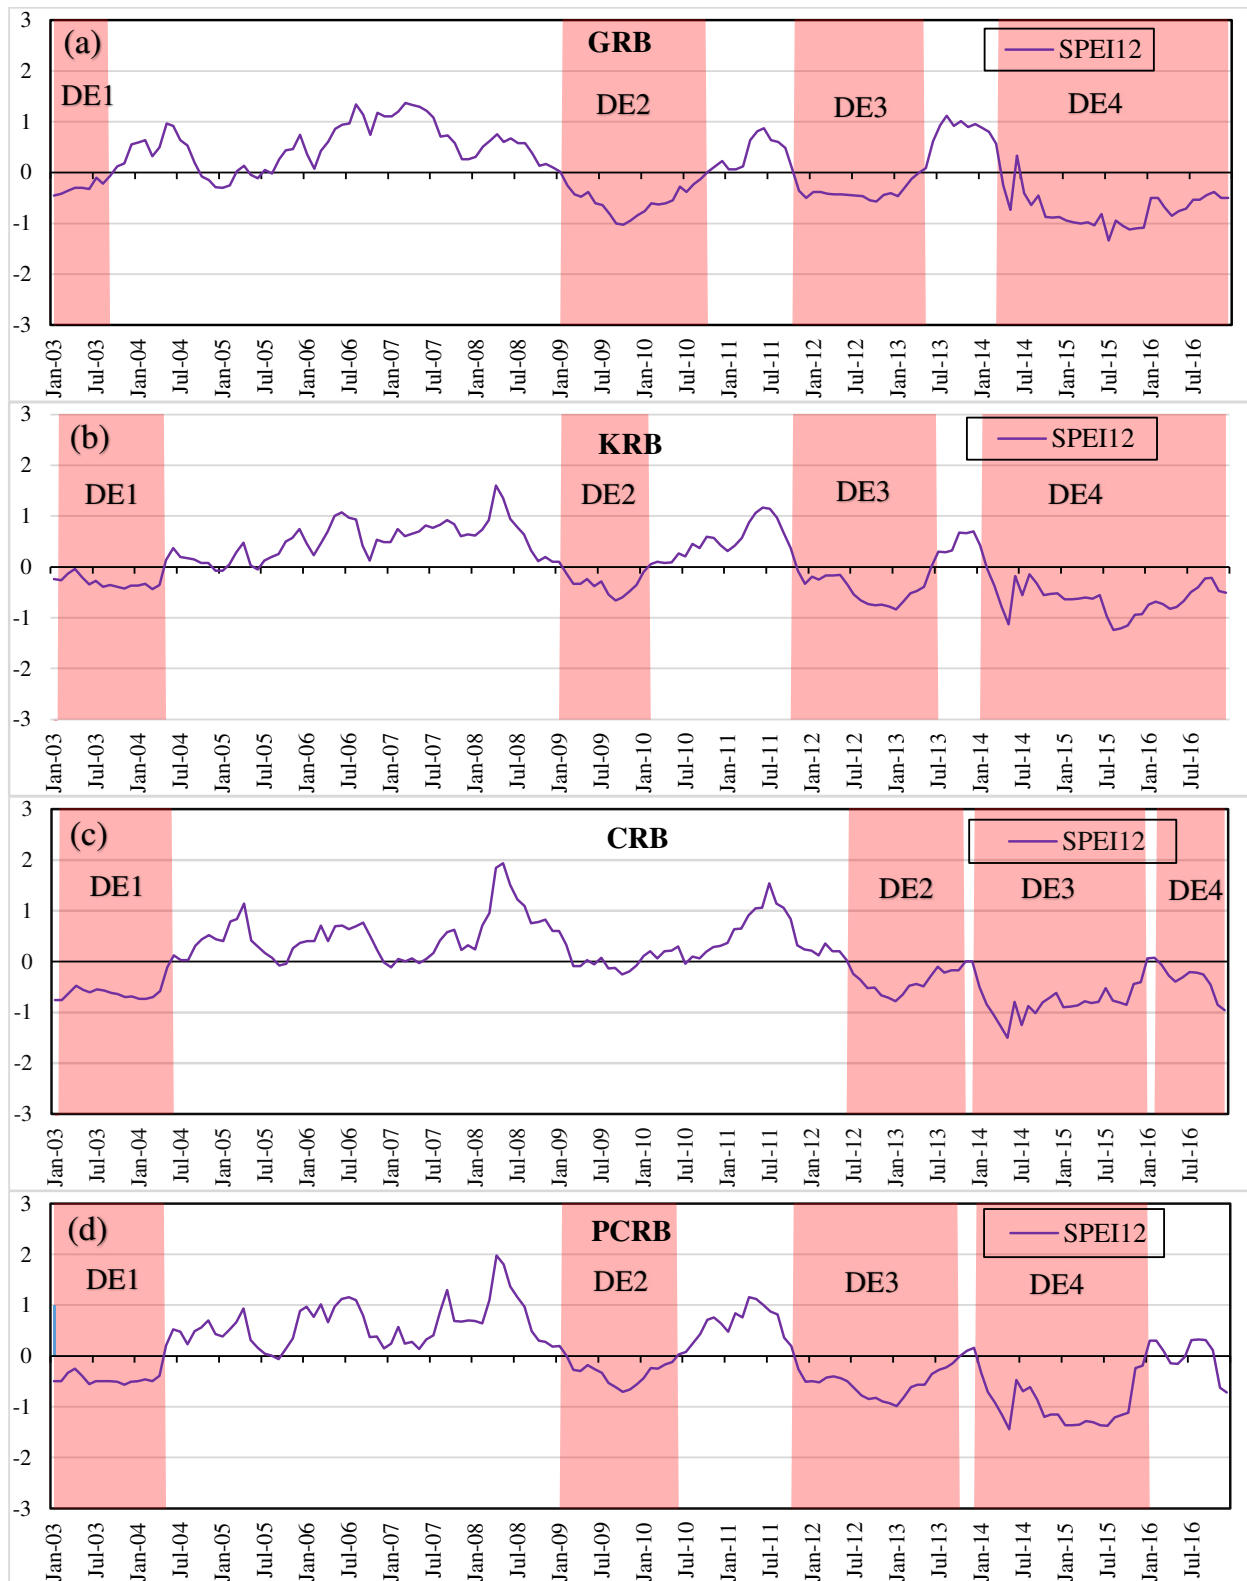 (a) GRB SPEI12
DE1 DE2 DE3 DE4
3
2
1
0
-1
-2
-3
Jan-03 Jul-03 Jan-04 Jul-04 Jan-05 Jul-05 Jan-06 Jul-06 Jan-07 Jul-07 Jan-08 Jul-08 Jan-09 Jul-09 Jan-10 Jul-10 Jan-11 Jul-11 Jan-12 Jul-12 Jan-13 Jul-13 Jan-14 Jul-14 Jan-15 Jul-15 Jan-16 Jul-16
(b) KRB SPEI12
DE1 DE2 DE3 DE4
3
2
1
0
-1
-2
-3
Jan-03 Jul-03 Jan-04 Jul-04 Jan-05 Jul-05 Jan-06 Jul-06 Jan-07 Jul-07 Jan-08 Jul-08 Jan-09 Jul-09 Jan-10 Jul-10 Jan-11 Jul-11 Jan-12 Jul-12 Jan-13 Jul-13 Jan-14 Jul-14 Jan-15 Jul-15 Jan-16 Jul-16
(c) CRB SPEI12
DE1 DE2 DE3 DE4
3
2
1
0
-1
-2
-3
Jan-03 Jul-03 Jan-04 Jul-04 Jan-05 Jul-05 Jan-06 Jul-06 Jan-07 Jul-07 Jan-08 Jul-08 Jan-09 Jul-09 Jan-10 Jul-10 Jan-11 Jul-11 Jan-12 Jul-12 Jan-13 Jul-13 Jan-14 Jul-14 Jan-15 Jul-15 Jan-16 Jul-16
(d) PCRB SPEI12
DE1 DE2 DE3 DE4
3
2
1
0
-1
-2
-3
Jan-03 Jul-03 Jan-04 Jul-04 Jan-05 Jul-05 Jan-06 Jul-06 Jan-07 Jul-07 Jan-08 Jul-08 Jan-09 Jul-09 Jan-10 Jul-10 Jan-11 Jul-11 Jan-12 Jul-12 Jan-13 Jul-13 Jan-14 Jul-14 Jan-15 Jul-15 Jan-16 Jul-16